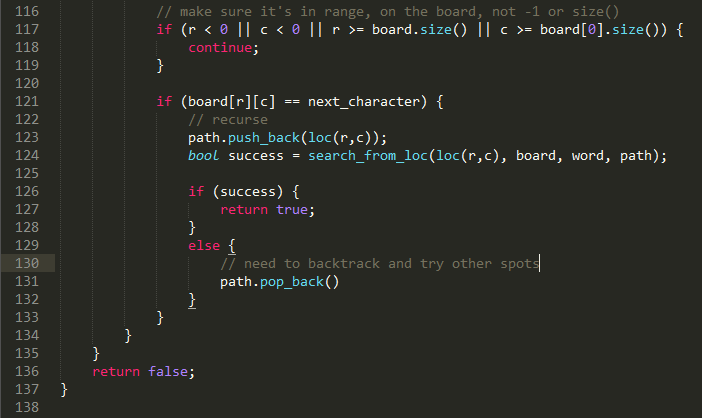 116 // make sure it's in range, on the board, not -1 or size()
117 if (r < 0 || c < 0 || r >= board.size() || c >= board[0].size()) {
118 continue;
119 }
120
121 if (board[r][c] == next_character) {
122 // recurse
123 path.push_back(loc(r,c));
124 bool success = search_from_loc(loc(r,c), board, word, path);
125
126 if (success) {
127 return true;
128 }
129 else {
130 // need to backtrack and try other spots
131 path.pop_back()
132 }
133 }
134 }
135 }
136 return false;
137 }
138